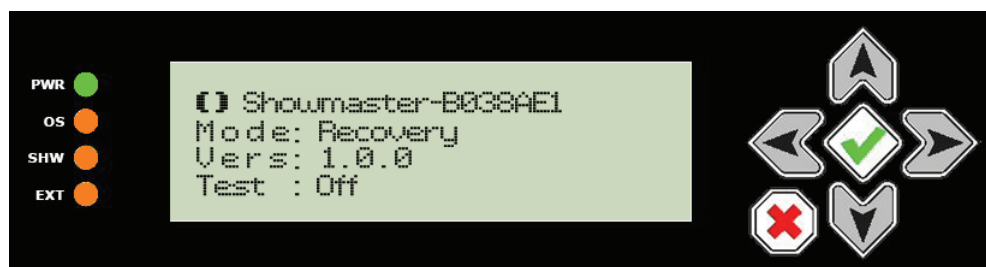 PWR
OS
SHW
EXT
() Showmaster-B038AE1
Mode: Recovery
Vers: 1.0.0
Test : Off